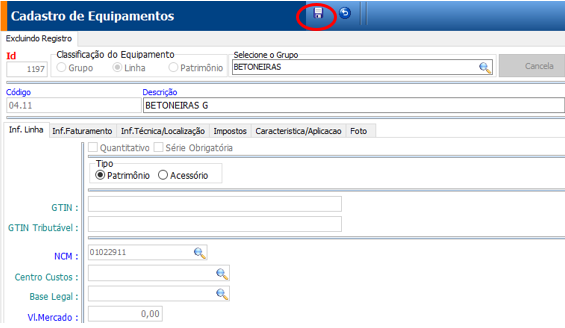 Cadastro de Equipamentos
Excluindo Registro
Id Classificação do Equipamento Selecione o Grupo
1197 Grupo Linha Patrimônio BETONEIRAS Cancela
Código Descrição
04.11 BETONEIRAS G
Inf. Linha Inf.Faturamento Inf.Técnica/Localização Impostos Caracteristica/Aplicacao Foto
Quantitativo Série Obrigatória
Tipo
Patrimônio Acessório
GTIN :
GTIN Tributável :
NCM : 01022911
Centro Custos :
Base Legal :
Vl.Mercado : 0,00